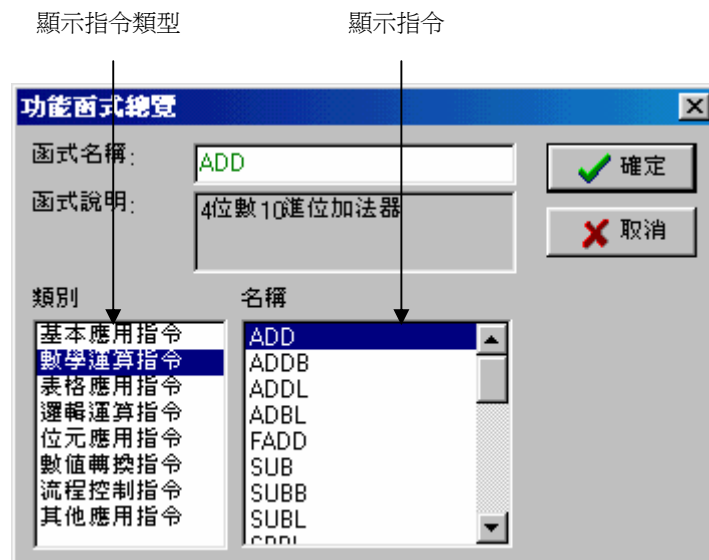 顯示指令類型 顯示指令
功能函式總覽
函式名稱: ADD 確定
函式說明: 4位數10進位加法器 取消
類別 名稱
基本應用指令 ADD
數學運算指令 ADDB
表格應用指令 ADDL
邏輯運算指令 ADBL
位元應用指令 FADD
數值轉換指令 SUB
流程控制指令 SUBB
其他應用指令 SUBL